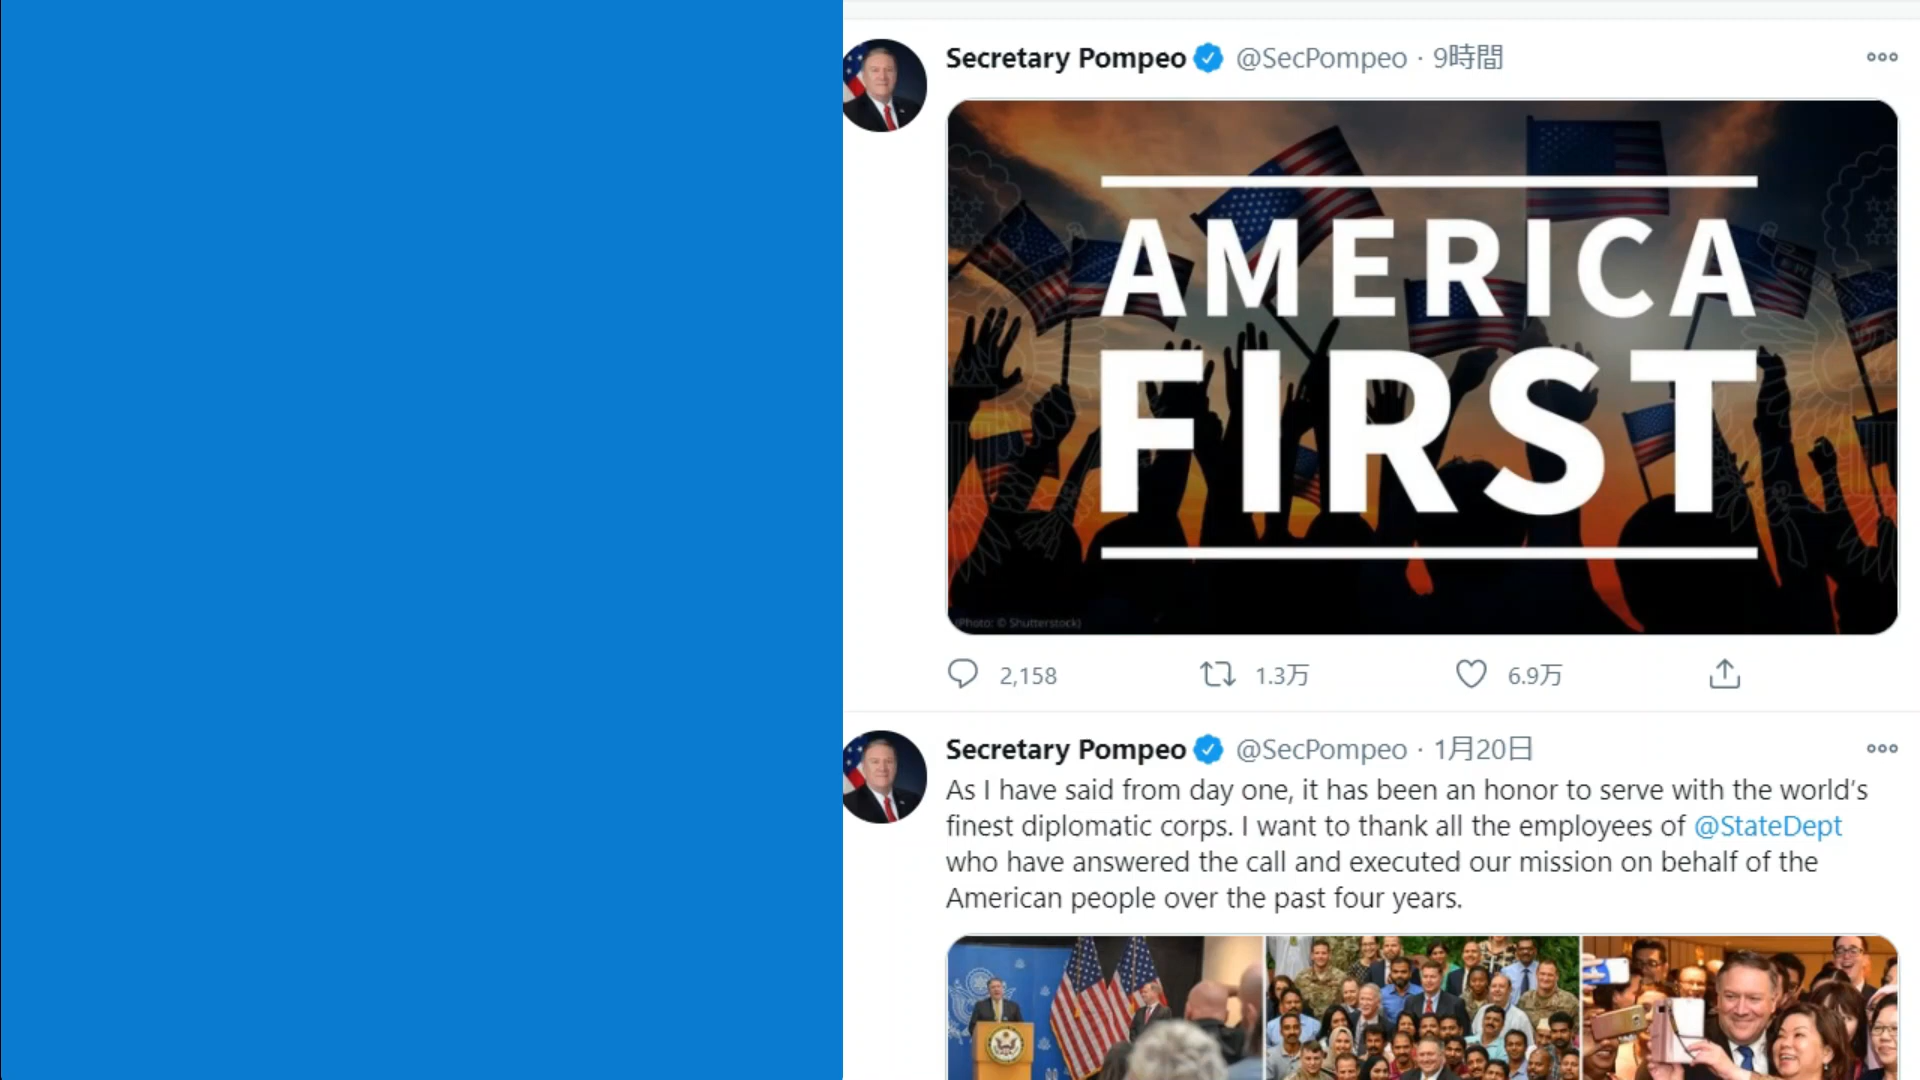 Secretary Pompeo @SecPompeo · 9時間
AMERICA
FIRST
(Photo: © Shutterstock)
2,158 1.3万 6.9万
Secretary Pompeo @SecPompeo · 1月20日
As I have said from day one, it has been an honor to serve with the world’s
finest diplomatic corps. I want to thank all the employees of @StateDept
who have answered the call and executed our mission on behalf of the
American people over the past four years.